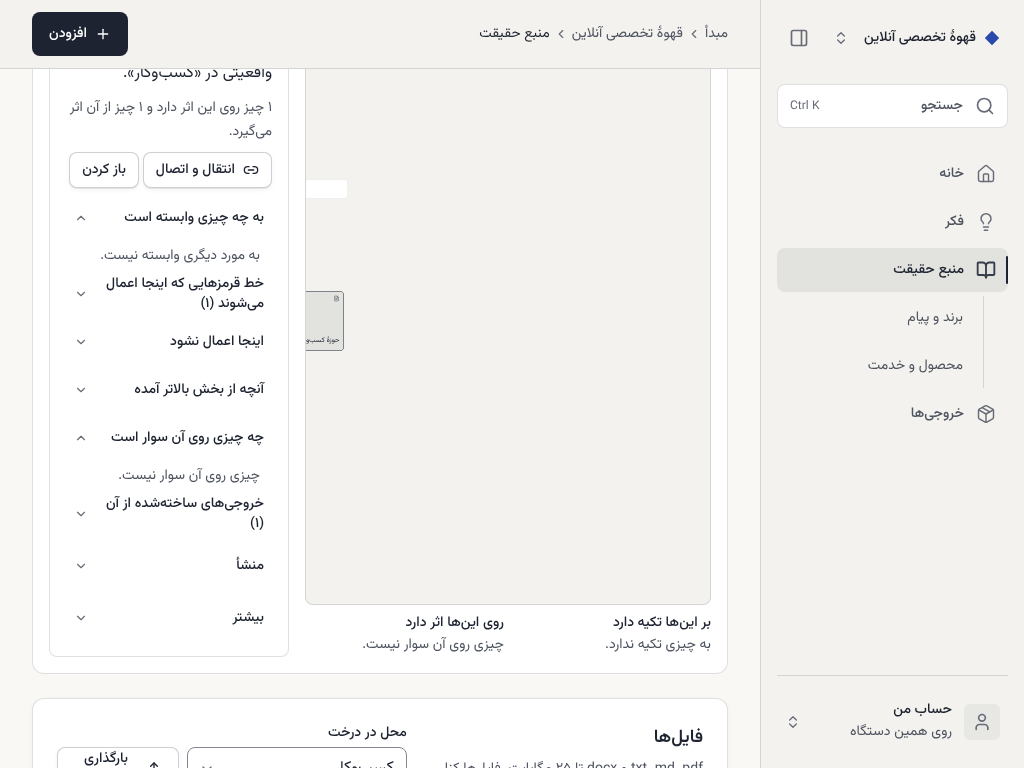 قهوهٔ تخصصی آنلاین
جستجو
Ctrl K
خانه
فکر
منبع حقیقت
برند و پیام
محصول و خدمت
خروجی‌ها
حساب من
روی همین دستگاه
مبدأ
قهوهٔ تخصصی آنلاین
منبع حقیقت
افزودن
واقعیتی در «کسب‌وکار».
۱ چیز روی این اثر دارد و ۱ چیز از آن اثر
می‌گیرد.
انتقال و اتصال
باز کردن
به چه چیزی وابسته است
به مورد دیگری وابسته نیست.
خط قرمزهایی که اینجا اعمال
می‌شوند (۱)
اینجا اعمال نشود
آنچه از بخش بالاتر آمده
چه چیزی روی آن سوار است
چیزی روی آن سوار نیست.
خروجی‌های ساخته‌شده از آن
(۱)
منشأ
بیشتر
حوزهٔ
بر این‌ها تکیه دارد
به چیزی تکیه ندارد.
روی این‌ها اثر دارد
چیزی روی آن سوار نیست.
فایل‌ها
محل در درخت
بارگذاری